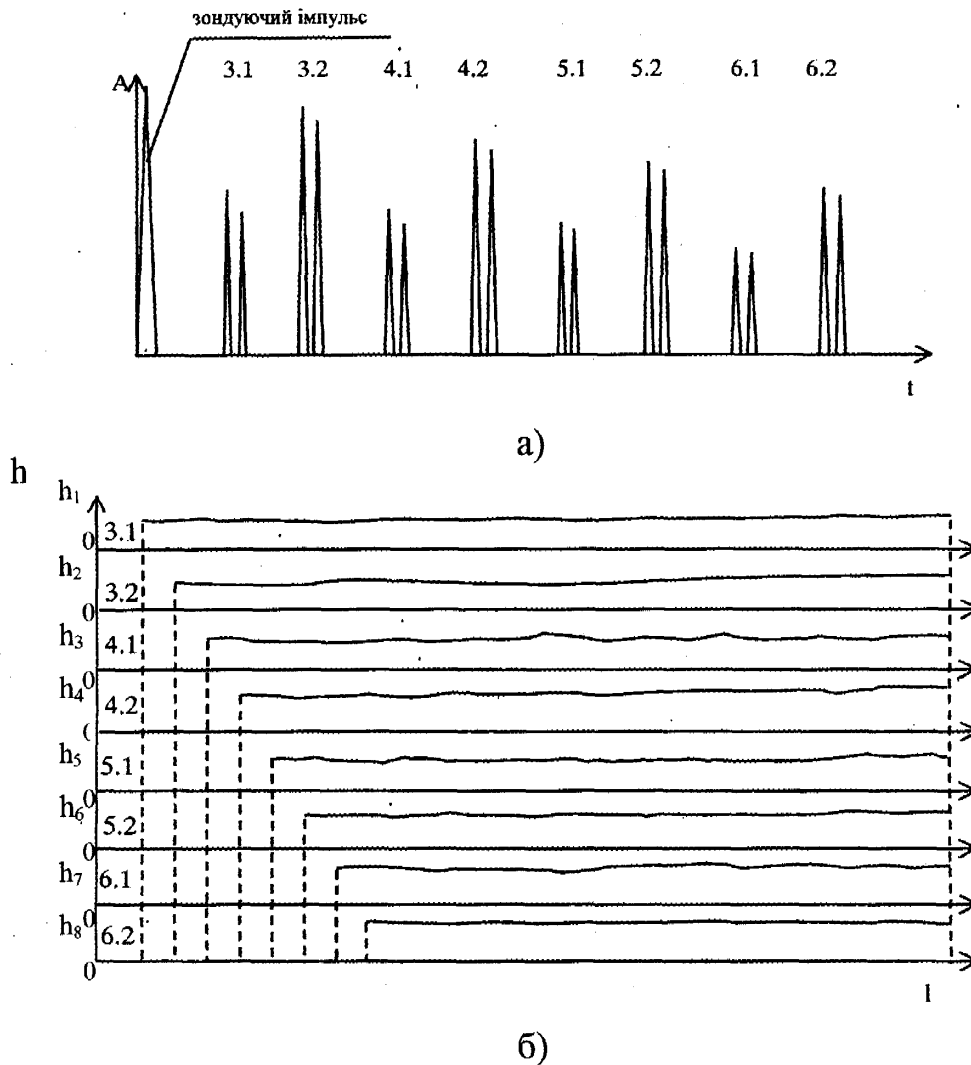 зондуючий імпульс
3.1 3.2 4.1 4.2 5.1 5.2 6.1 6.2
A
t
а)
h
h1
0 3.1
h2
0 3.2
h3
4.1
0
h4
4.2
h5
5.1
0
h6
5.2
0
h7
6.1
0
h8
6.2
0
l
б)